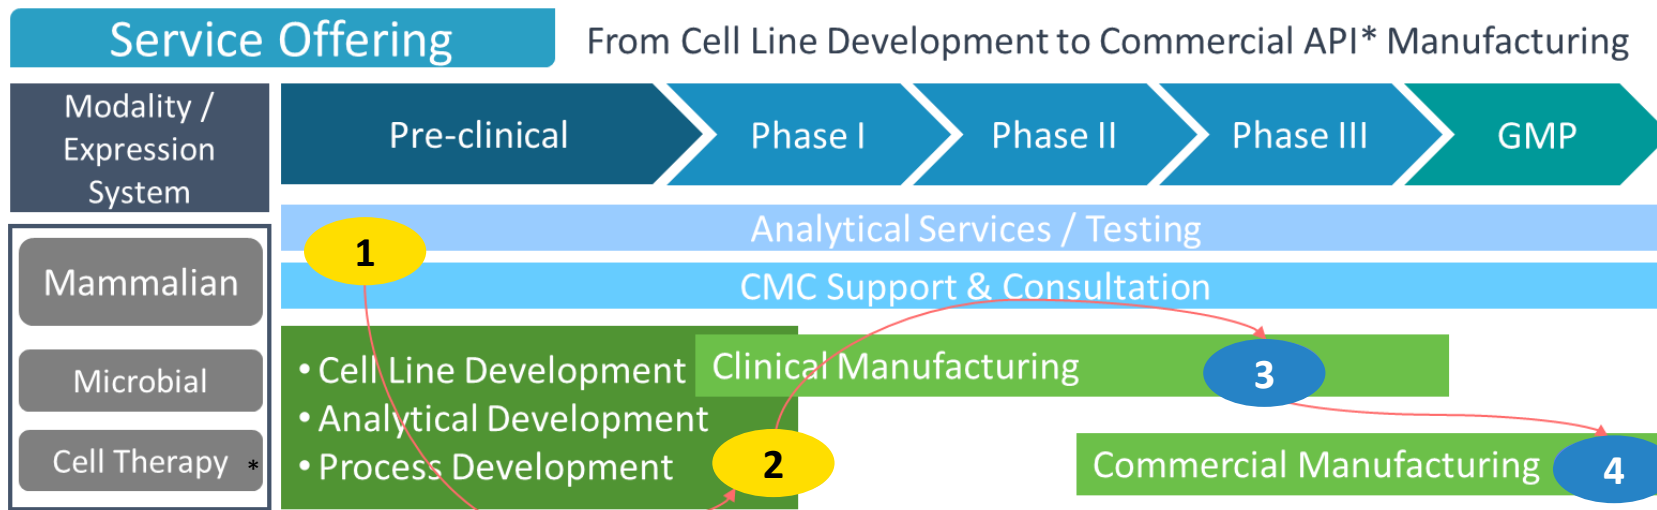 Service Offering
From Cell Line Development to Commercial API* Manufacturing
Modality /
Expression
System
Pre-clinical
Phase I
Phase II
Phase III
GMP
Analytical Services / Testing
1
CMC Support & Consultation
Mammalian
Microbial
Cell Therapy *
• Cell Line Development
• Analytical Development
• Process Development
2
Clinical Manufacturing
3
Commercial Manufacturing
4